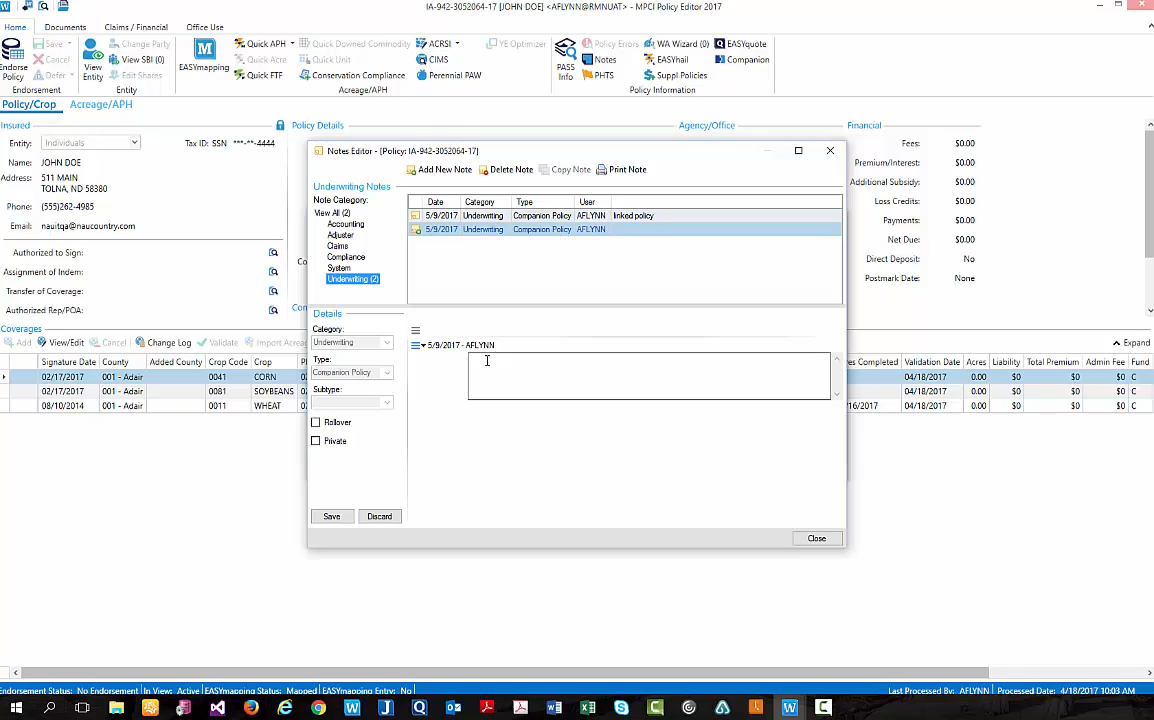 IA-942-3052064-17 [JOHN DOE] <AFLYNN@RMNUAT> - MPCI Policy Editor 2017
Home Documents Claims / Financial Office Use
Endorse Policy
Save
Cancel
Defer
Endorsement
View Entity
Change Party
View SBI (0)
Edit Shares
Entity
EASYmapping
Quick APH Quick Downed Commodity ACRSI YE Optimizer
Quick Acre Quick Unit CIMS
Quick FTF Conservation Compliance Perennial PAW
Acreage/APH
PASS Info
Policy Errors WA Wizard (0) EASYquote
Notes EASYhail Companion
PHTS Suppl Policies
Policy Information
Policy/Crop Acreage/APH
Insured Policy Details Agency/Office Financial
Entity: Individuals Tax ID: SSN ***-**-4444
Name: JOHN DOE
Address: 511 MAIN
TOLNA, ND 58380
Phone: (555)262-4985
Email: nauitqa@naucountry.com
Authorized to Sign:
Assignment of Indem:
Transfer of Coverage:
Authorized Rep/POA:
Fees: $0.00
Premium/Interest: $0.00
Additional Subsidy: $0.00
Loss Credits: $0.00
Payments: $0.00
Net Due: $0.00
Direct Deposit: No
Postmark Date: None
Notes Editor - [Policy: IA-942-3052064-17]
Add New Note Delete Note Copy Note Print Note
Underwriting Notes
Note Category:
View All (2)
Accounting
Adjuster
Claims
Compliance
System
Underwriting (2)
Date Category Type User
5/9/2017 Underwriting Companion Policy AFLYNN linked policy
5/9/2017 Underwriting Companion Policy AFLYNN
Details
Category:
Underwriting
Type:
Companion Policy
Subtype:
Rollover
Private
5/9/2017 - AFLYNN
Save Discard
Close
Coverages
Add View/Edit Cancel Change Log Validate Import Acrea Expand
Signature Date County Added County Crop Code Crop
02/17/2017 001 - Adair 0041 CORN
02/17/2017 001 - Adair 0081 SOYBEANS
08/10/2014 001 - Adair 0011 WHEAT
es Completed Validation Date Acres Liability Total Premium Admin Fee Fund
04/18/2017 0.00 $0 $0 $0 C
04/18/2017 0.00 $0 $0 $0 C
16/2017 04/18/2017 0.00 $0 $0 $0 C
Endorsement Status: No Endorsement In View: Active EASYmapping Status: Mapped EASYmapping Entry: No Last Processed By: AFLYNN Processed Date: 4/18/2017 10:03 AM